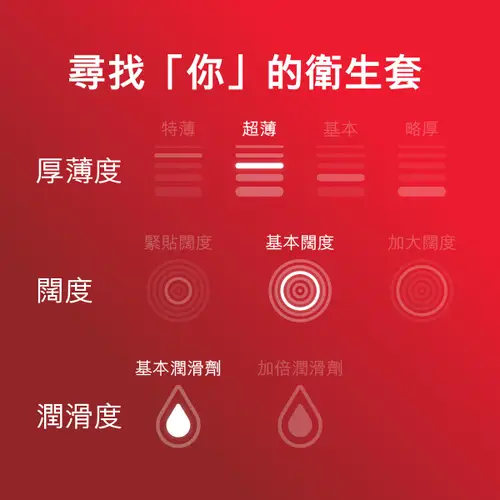 尋找「你」的衛生套
特薄 超薄 基本 略厚
厚薄度
緊貼闊度 基本闊度 加大闊度
闊度
基本潤滑劑 加倍潤滑劑
潤滑度